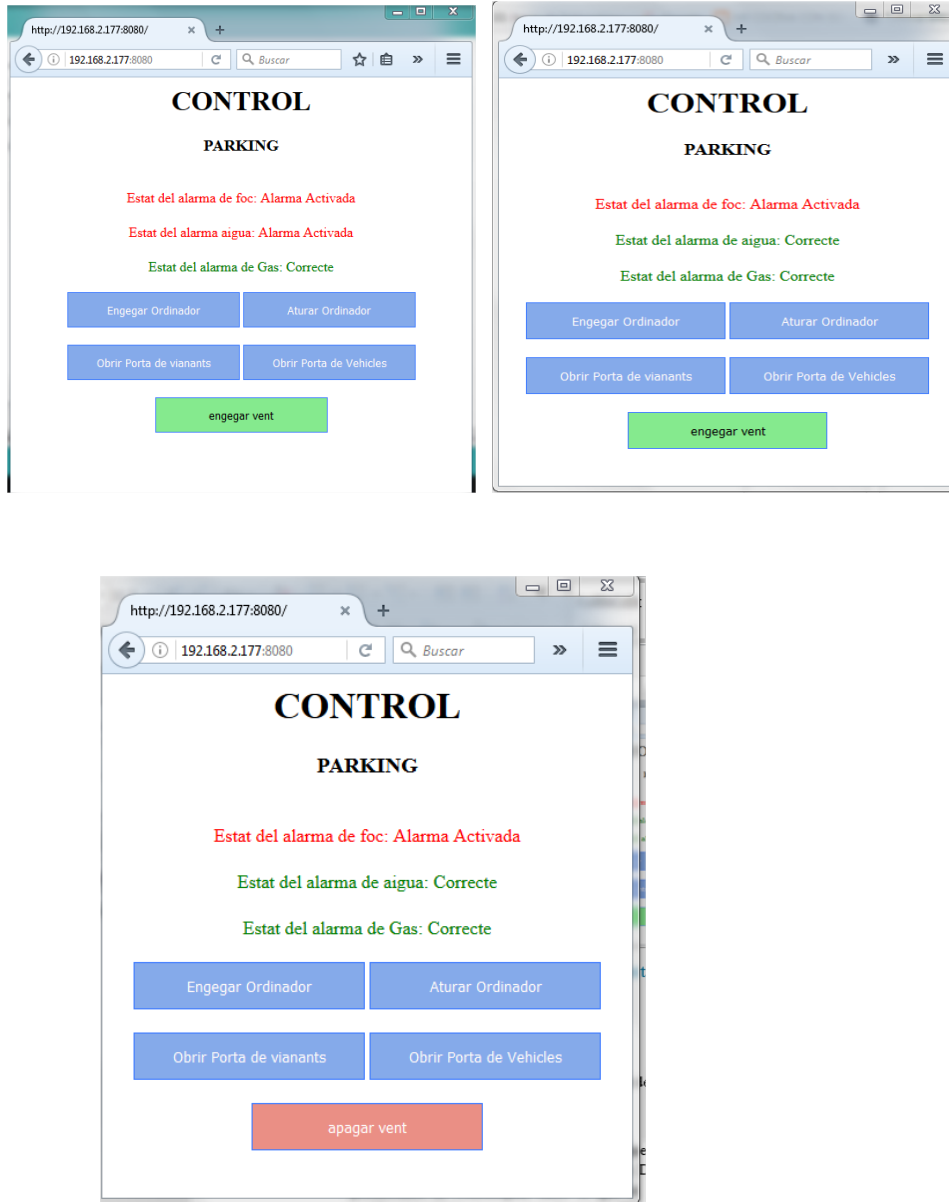 http://192.168.2.177:8080/ × +
192.168.2.177:8080 Buscar
CONTROL
PARKING
Estat del alarma de foc: Alarma Activada
Estat del alarma aigua: Alarma Activada
Estat del alarma de Gas: Correcte
Engegar Ordinador Aturar Ordinador
Obrir Porta de vianants Obrir Porta de Vehicles
engegar vent
http://192.168.2.177:8080/ × +
192.168.2.177:8080 Buscar
CONTROL
PARKING
Estat del alarma de foc: Alarma Activada
Estat del alarma de aigua: Correcte
Estat del alarma de Gas: Correcte
Engegar Ordinador Aturar Ordinador
Obrir Porta de vianants Obrir Porta de Vehicles
engegar vent
http://192.168.2.177:8080/ × +
192.168.2.177:8080 Buscar
CONTROL
PARKING
Estat del alarma de foc: Alarma Activada
Estat del alarma de aigua: Correcte
Estat del alarma de Gas: Correcte
Engegar Ordinador Aturar Ordinador
Obrir Porta de vianants Obrir Porta de Vehicles
apagar vent